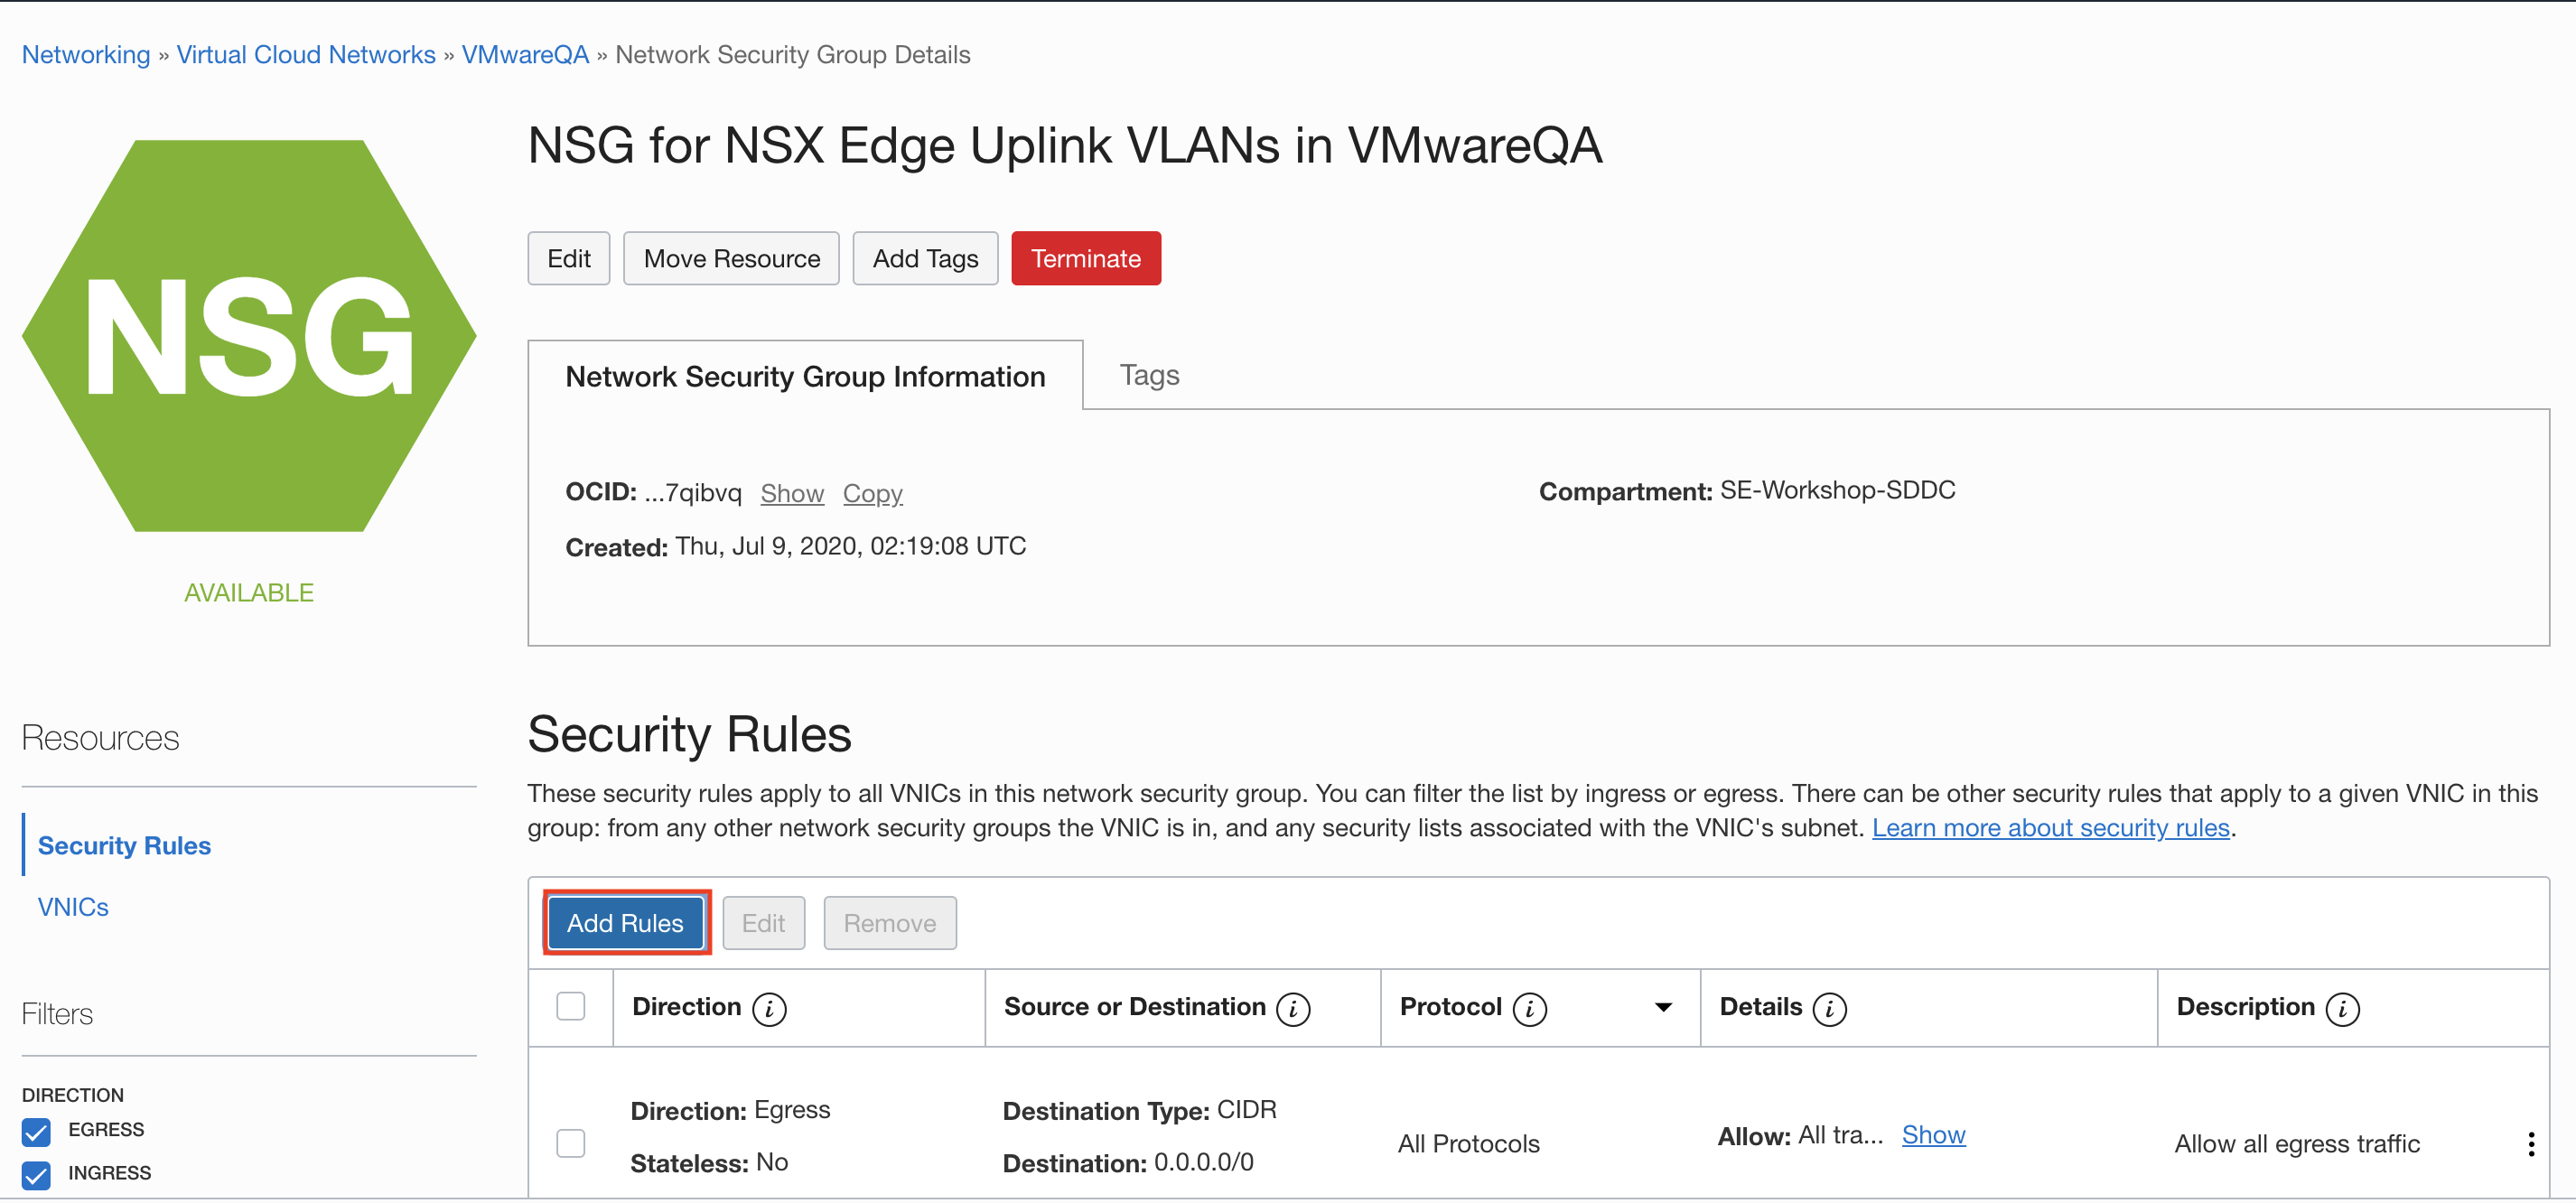 Networking » Virtual Cloud Networks » VMwareQA » Network Security Group Details
NSG
AVAILABLE
NSG for NSX Edge Uplink VLANs in VMwareQA
Edit Move Resource Add Tags Terminate
Network Security Group Information Tags
OCID: ...7qibvq Show Copy
Compartment: SE-Workshop-SDDC
Created: Thu, Jul 9, 2020, 02:19:08 UTC
Resources
Security Rules
VNICs
Filters
DIRECTION
EGRESS
INGRESS
Security Rules
These security rules apply to all VNICs in this network security group. You can filter the list by ingress or egress. There can be other security rules that apply to a given VNIC in this
group: from any other network security groups the VNIC is in, and any security lists associated with the VNIC's subnet. Learn more about security rules.
Add Rules Edit Remove
Direction i Source or Destination i Protocol i Details i Description i
Direction: Egress
Stateless: No
Destination Type: CIDR
Destination: 0.0.0.0/0
All Protocols
Allow: All tra... Show
Allow all egress traffic